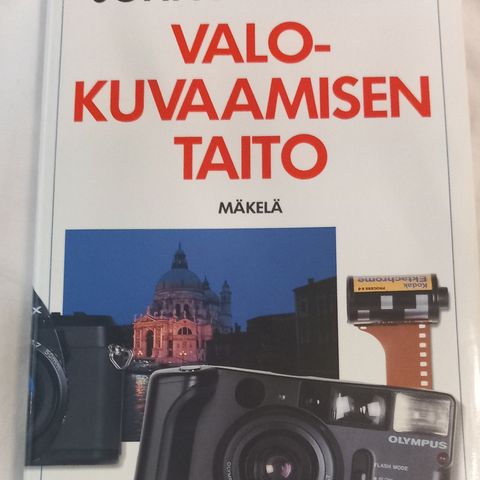 VALO-
KUVAAMISEN
TAITO
MÄKELÄ
Kodak
Ektachrome
OLYMPUS
FLASH MODE